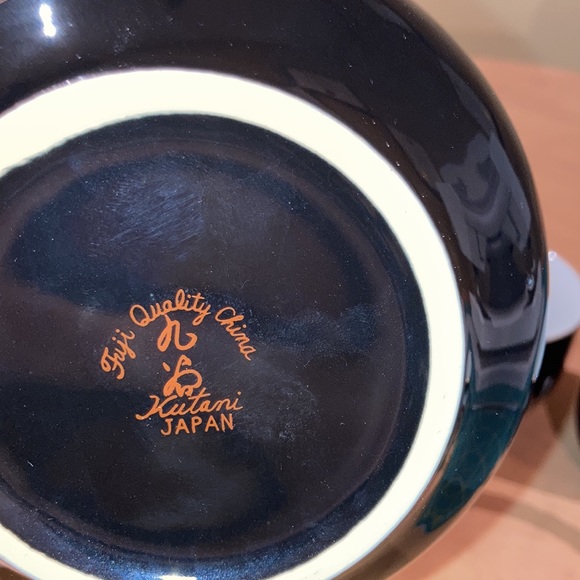 Fuji Quality China
九谷
Kutani
JAPAN